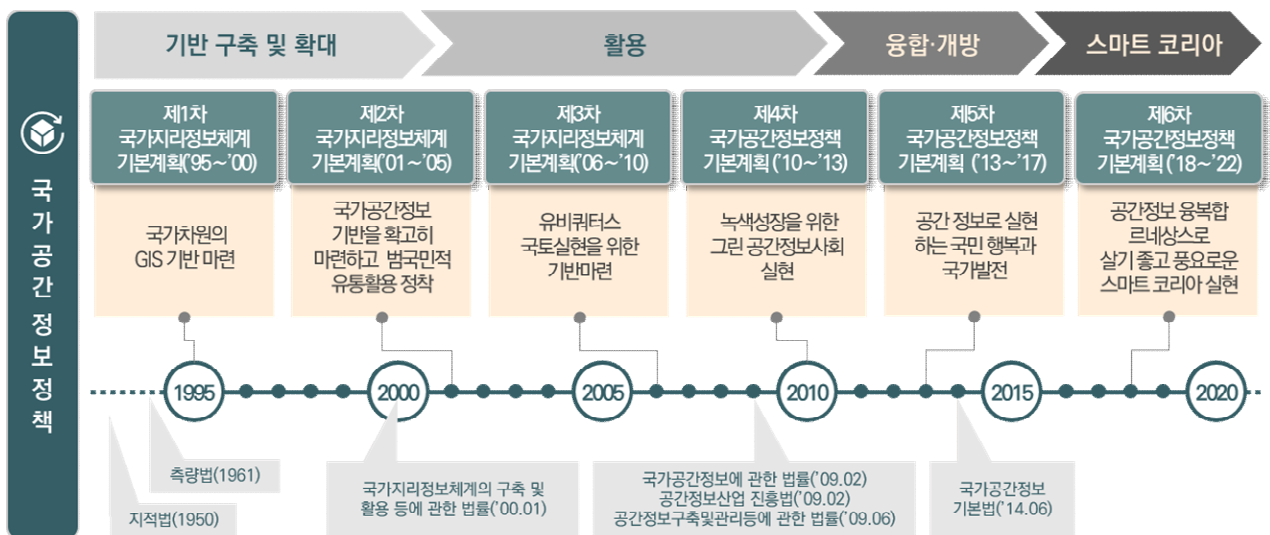 국가공간정보정책
기반 구축 및 확대
활용
융합·개방
스마트 코리아
제1차
국가지리정보체계
기본계획('95~'00)
제2차
국가지리정보체계
기본계획('01~'05)
제3차
국가지리정보체계
기본계획('06~'10)
제4차
국가공간정보정책
기본계획('10~'13)
제5차
국가공간정보정책
기본계획 ('13~'17)
제6차
국가공간정보정책
기본계획('18~'22)
국가차원의
GIS 기반 마련
국가공간정보
기반을 확고히
마련하고 범국민적
유통활용 정착
유비쿼터스
국토실현을 위한
기반마련
녹색성장을 위한
그린 공간정보사회
실현
공간 정보로 실현
하는 국민 행복과
국가발전
공간정보 융복합
르네상스로
살기 좋고 풍요로운
스마트 코리아 실현
1995
2000
2005
2010
2015
2020
측량법(1961)
지적법(1950)
국가지리정보체계의 구축 및
활용 등에 관한 법률('00.01)
국가공간정보에 관한 법률('09.02)
공간정보산업 진흥법('09.02)
공간정보구축및관리등에 관한 법률('09.06)
국가공간정보
기본법('14.06)